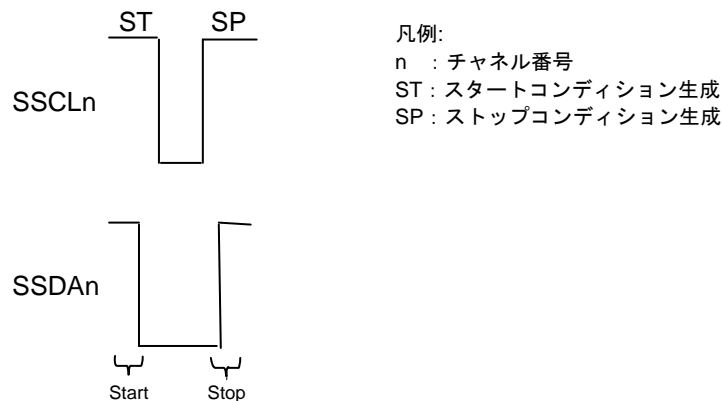 ST SP
SSCLn
SSDAn
Start Stop
凡例:
n :チャネル番号
ST:スタートコンディション生成
SP:ストップコンディション生成